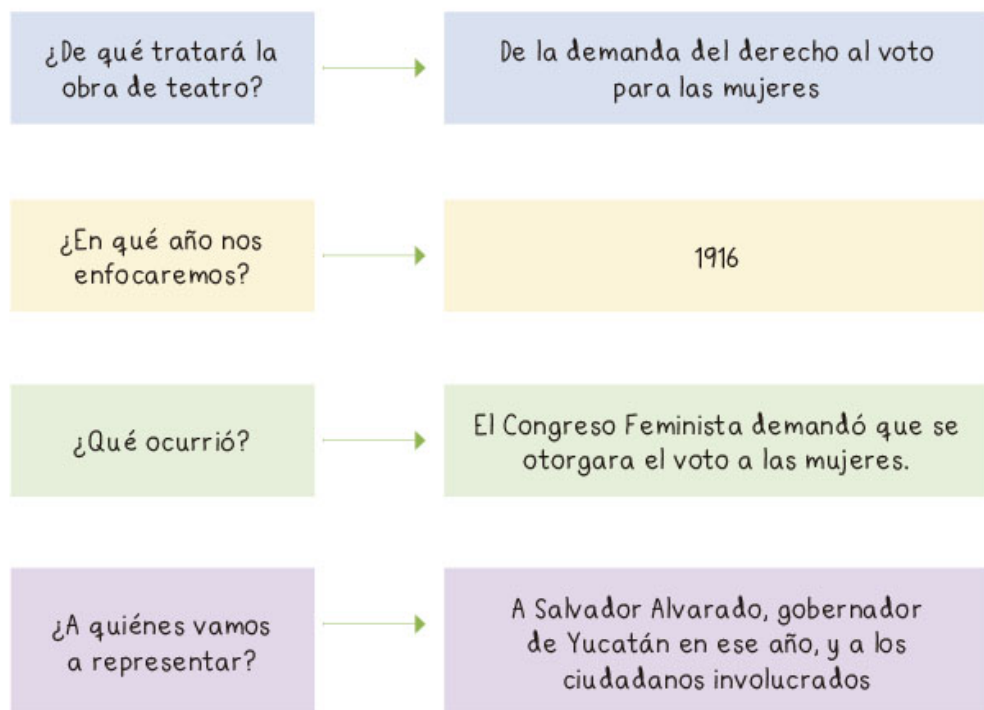 ¿De qué tratará la
obra de teatro?
De la demanda del derecho al voto
para las mujeres
¿En qué año nos
enfocaremos?
1916
¿Qué ocurrió?
El Congreso Feminista demandó que se
otorgara el voto a las mujeres.
¿A quiénes vamos
a representar?
A Salvador Alvarado, gobernador
de Yucatán en ese año, y a los
ciudadanos involucrados